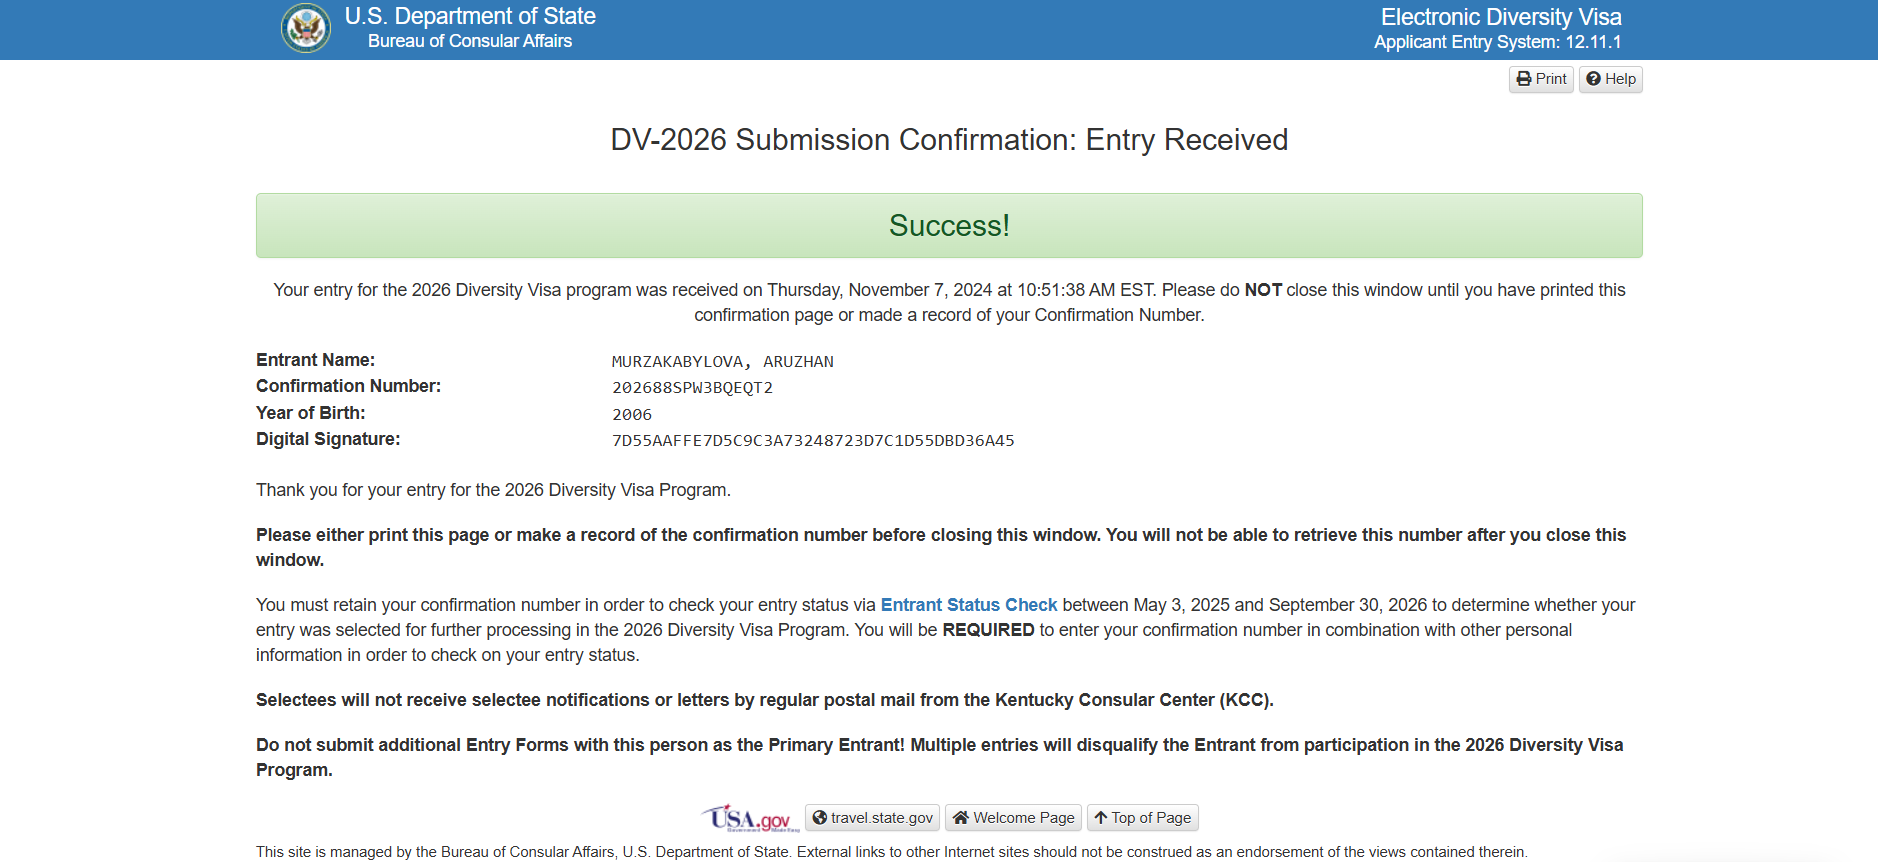 U.S. Department of State
Bureau of Consular Affairs
Electronic Diversity Visa
Applicant Entry System: 12.11.1
Print
Help
DV-2026 Submission Confirmation: Entry Received
Success!
Your entry for the 2026 Diversity Visa program was received on Thursday, November 7, 2024 at 10:51:38 AM EST. Please do NOT close this window until you have printed this
confirmation page or made a record of your Confirmation Number.
Entrant Name: MURZAKABYLOVA, ARUZHAN
Confirmation Number: 202688SPW3BQEQT2
Year of Birth: 2006
Digital Signature: 7D55AAFFE7D5C9C3A73248723D7C1D55DBD36A45
Thank you for your entry for the 2026 Diversity Visa Program.
Please either print this page or make a record of the confirmation number before closing this window. You will not be able to retrieve this number after you close this
window.
You must retain your confirmation number in order to check your entry status via Entrant Status Check between May 3, 2025 and September 30, 2026 to determine whether your
entry was selected for further processing in the 2026 Diversity Visa Program. You will be REQUIRED to enter your confirmation number in combination with other personal
information in order to check on your entry status.
Selectees will not receive selectee notifications or letters by regular postal mail from the Kentucky Consular Center (KCC).
Do not submit additional Entry Forms with this person as the Primary Entrant! Multiple entries will disqualify the Entrant from participation in the 2026 Diversity Visa
Program.
USA.gov
travel.state.gov
Welcome Page
Top of Page
This site is managed by the Bureau of Consular Affairs, U.S. Department of State. External links to other Internet sites should not be construed as an endorsement of the views contained therein.